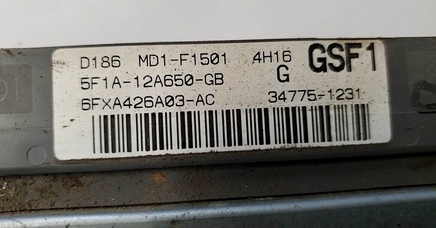 D186 MD1-F1501 4H16 GSF1
5F1A-12A650-GB G
6FXA426A03-AC 34775-1231